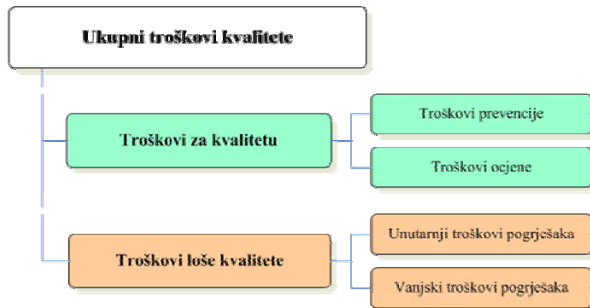 Ukupni troškovi kvalitete
Troškovi za kvalitetu
Troškovi prevencije
Troškovi ocjene
Troškovi loše kvalitete
Unutarnji troškovi pogrješaka
Vanjski troškovi pogrješaka